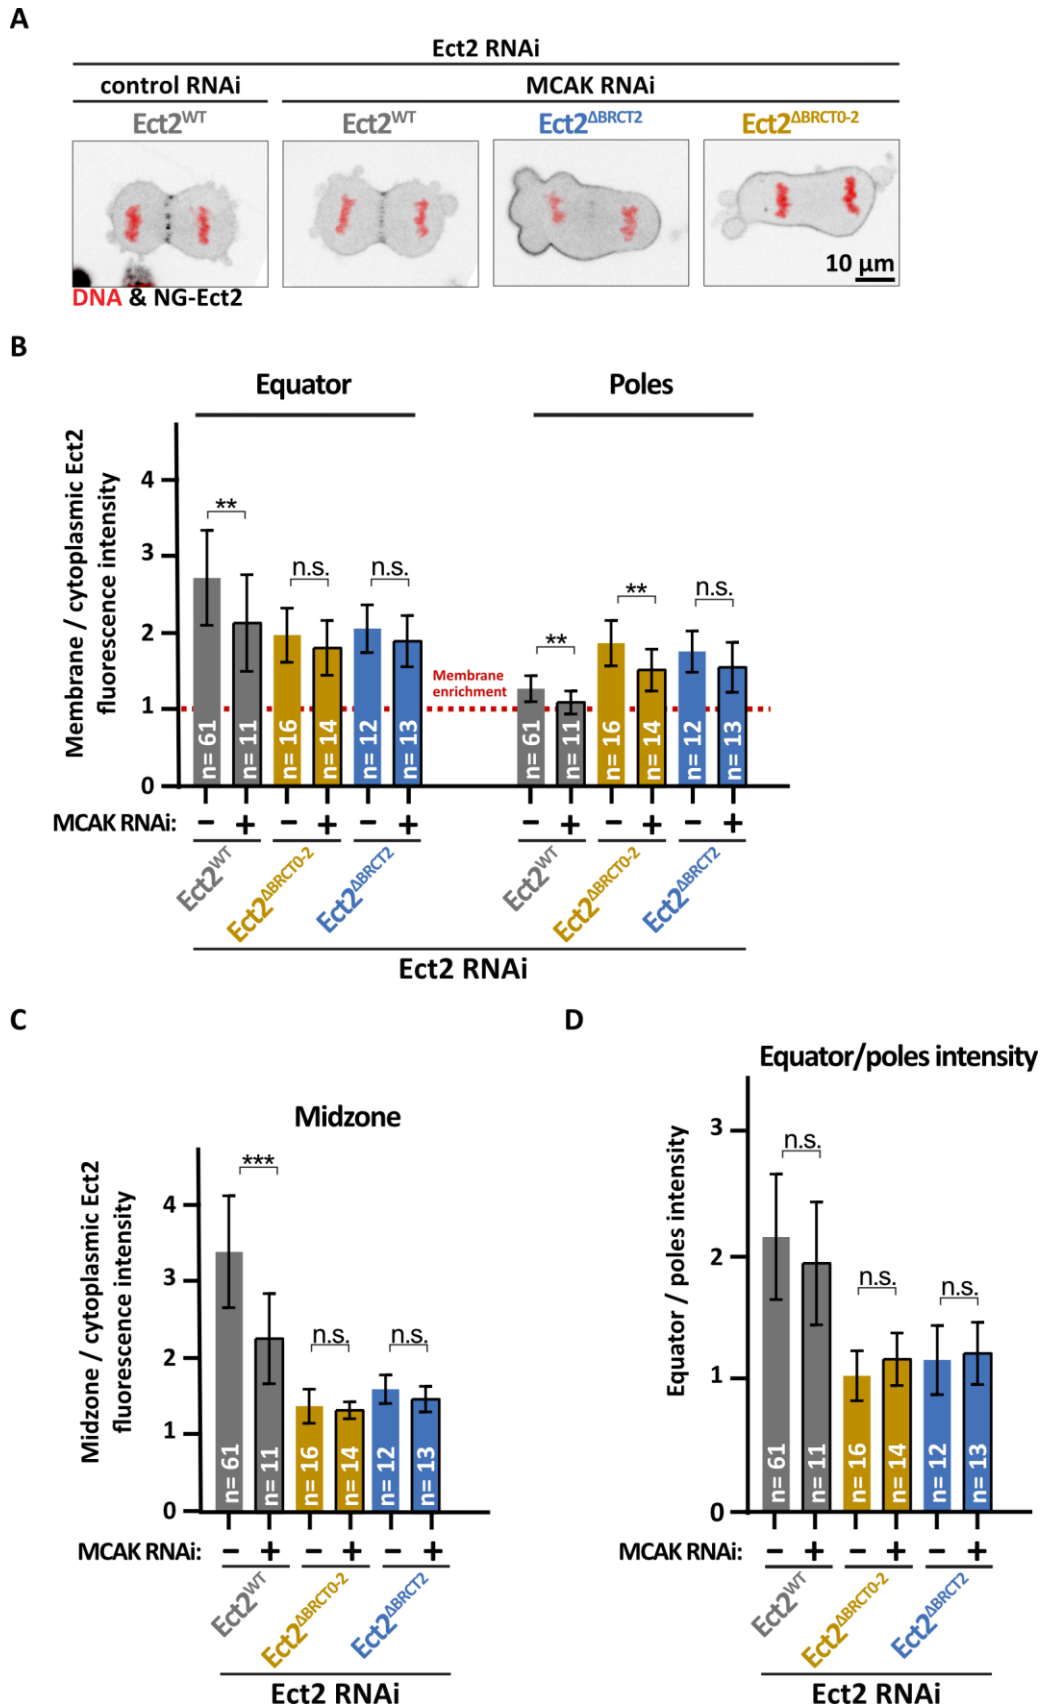 A
Ect2 RNAi
control RNAi MCAK RNAi
Ect2WT Ect2WT Ect2ΔBRCT2 Ect2ΔBRCT0-2
10 µm
DNA & NG-Ect2
B
Equator Poles
Membrane / cytoplasmic Ect2
fluorescence intensity
4
3
2
1
0
** n.s. n.s. ** ** n.s.
Membrane
enrichment
n= 61 n= 11 n= 16 n= 14 n= 12 n= 13 n= 61 n= 11 n= 16 n= 14 n= 12 n= 13
MCAK RNAi: – + – + – + – + – + – +
Ect2WT Ect2ΔBRCT0-2 Ect2ΔBRCT2 Ect2WT Ect2ΔBRCT0-2 Ect2ΔBRCT2
Ect2 RNAi
C
Midzone
Midzone / cytoplasmic Ect2
fluorescence intensity
4
3
2
1
0
*** n.s. n.s.
n= 61 n= 11 n= 16 n= 14 n= 12 n= 13
MCAK RNAi: – + – + – +
Ect2WT Ect2ΔBRCT0-2 Ect2ΔBRCT2
Ect2 RNAi
D
Equator/poles intensity
Equator / poles intensity
3
2
1
0
n.s. n.s. n.s.
n= 61 n= 11 n= 16 n= 14 n= 12 n= 13
MCAK RNAi: – + – + – +
Ect2WT Ect2ΔBRCT0-2 Ect2ΔBRCT2
Ect2 RNAi